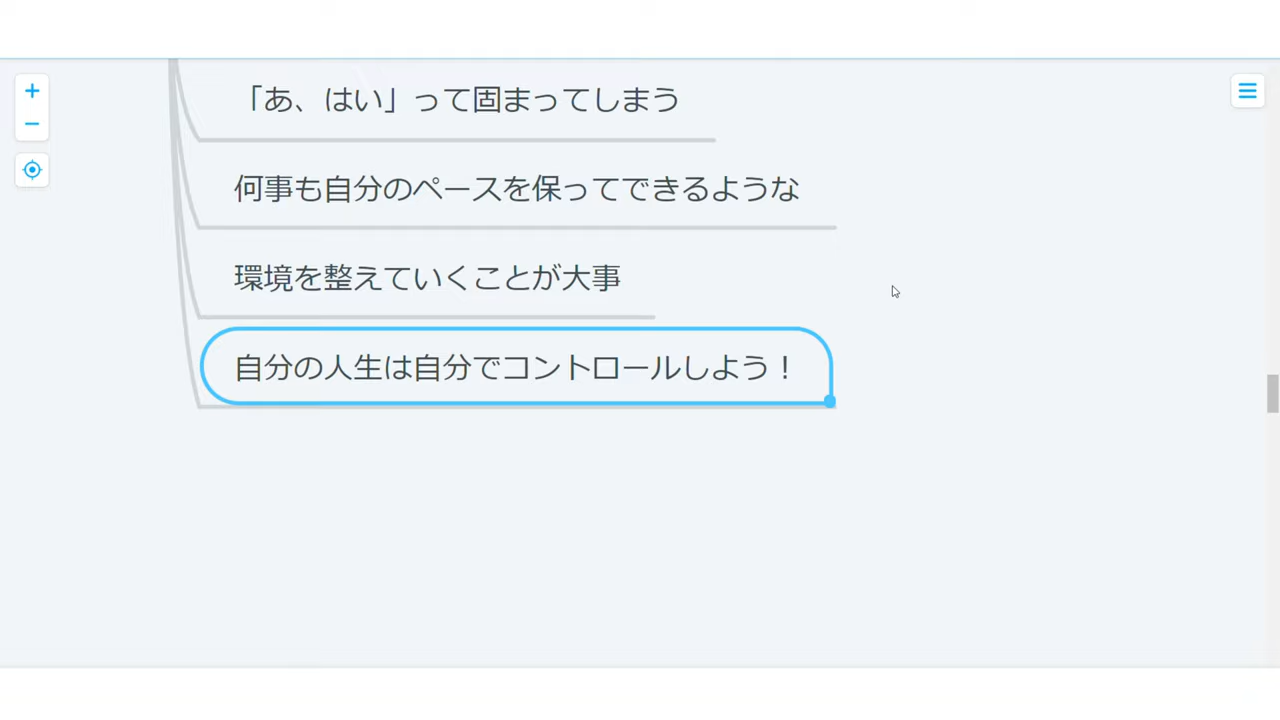 「あ、はい」って固まってしまう
何事も自分のペースを保ってできるような
環境を整えていくことが大事
自分の人生は自分でコントロールしよう！